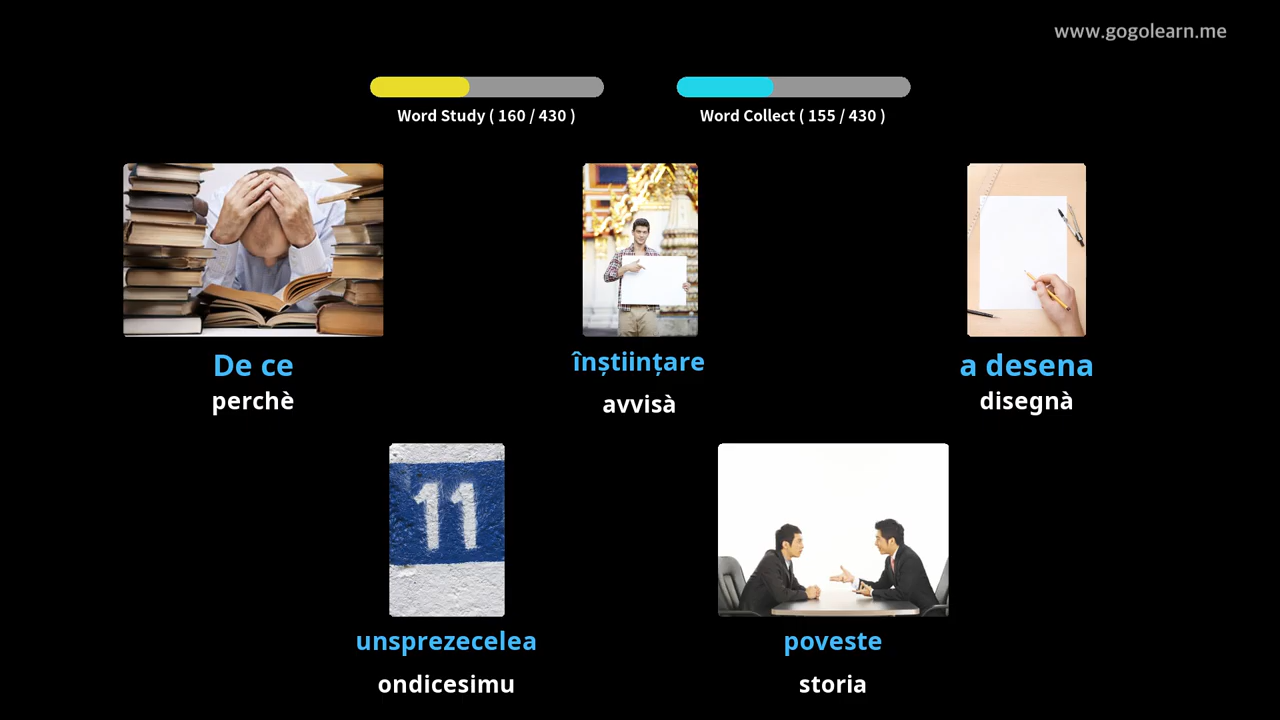 www.gogolearn.me
Word Study ( 160 / 430 )
Word Collect ( 155 / 430 )
De ce
perchè
înștiințare
avvisà
a desena
disegnà
11
unsprezecelea
ondicesimu
poveste
storia